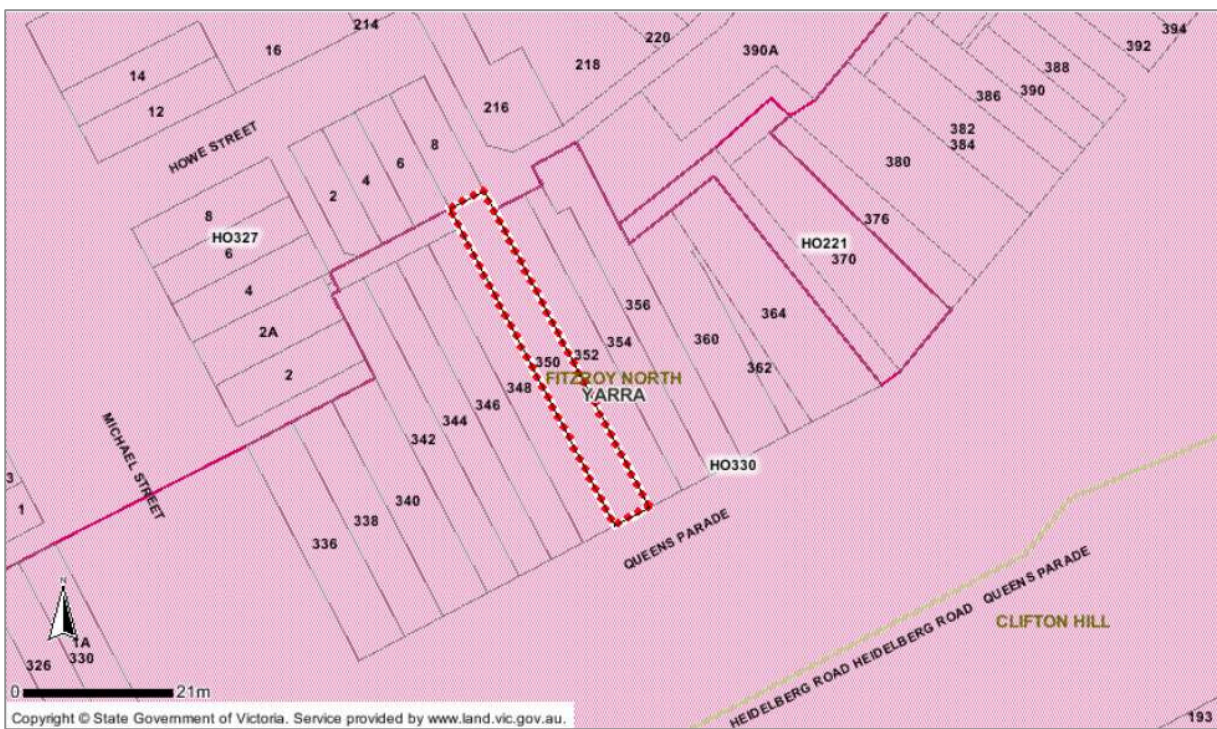 214
220
390A
392
394
16
218
388
14
390
216
386
12
382
384
HOWE STREET
8
6
380
4
2
8
376
HO327
HO221
6
370
4
356
364
2A
354
360
352
350
362
2
FITZROY NORTH
348
YARRA
346
344
MICHAEL STREET
342
HO330
3
340
1
338
QUEENS PARADE
336
HEIDELBERG ROAD HEIDELBERG ROAD QUEENS PARADE
N
CLIFTON HILL
1A
330
326
0 21m
193
Copyright © State Government of Victoria. Service provided by www.land.vic.gov.au.